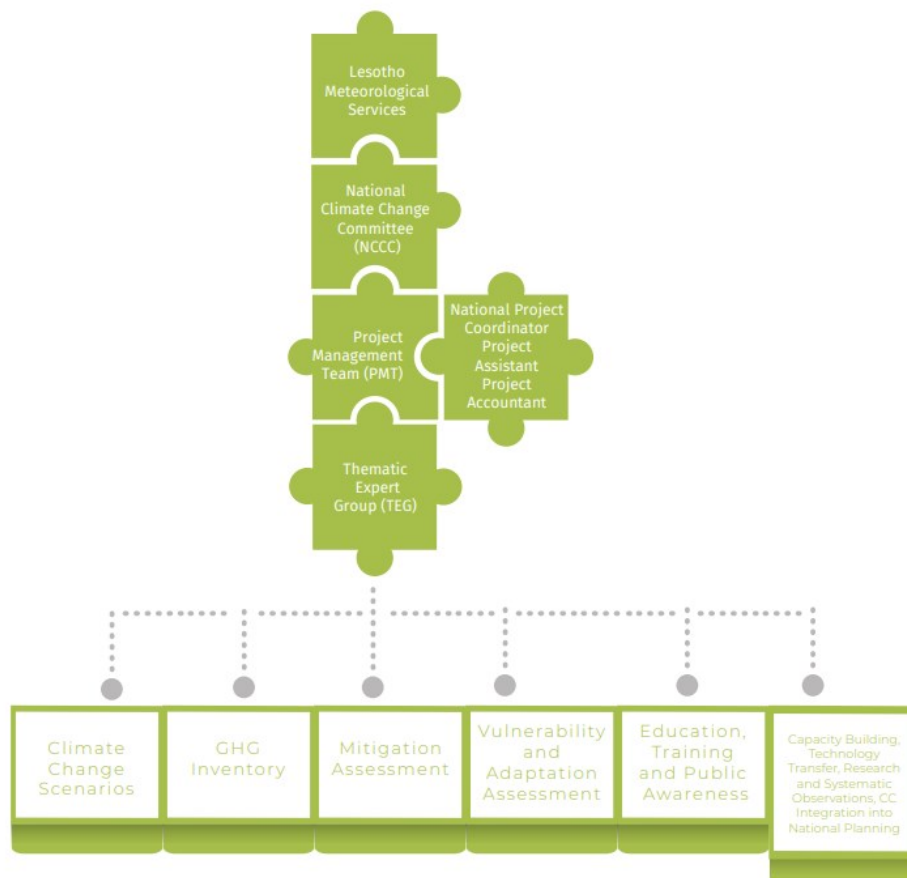 Lesotho
Meteorological
Services
National
Climate Change
Committee
(NCCC)
Project
Management
Team (PMT)
National Project
Coordinator
Project
Assistant
Project
Accountant
Thematic
Expert
Group (TEG)
Climate
Change
Scenarios
GHG
Inventory
Mitigation
Assessment
Vulnerability
and
Adaptation
Assessment
Education,
Training
and Public
Awareness
Capacity Building,
Technology
Transfer, Research
and Systematic
Observations, CC
Integration into
National Planning